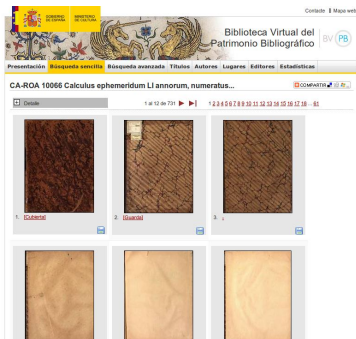 Contacte | Mapa web
GOBIERNO DE ESPAÑA
MINISTERIO DE CULTURA
Biblioteca Virtual del
Patrimonio Bibliográfico
BV PB
Presentación Búsqueda sencilla Búsqueda avanzada Títulos Autores Lugares Editores Estadísticas
CA-ROA 10066 Calculus ephemeridum LI annorum, numeratus...
COMPARTIR
Detalle
1 al 12 de 731
1 2 3 4 5 6 7 8 9 10 11 12 13 14 15 16 17 18 ... 61
1. [Cubierta]
2. [Guarda]
3. .